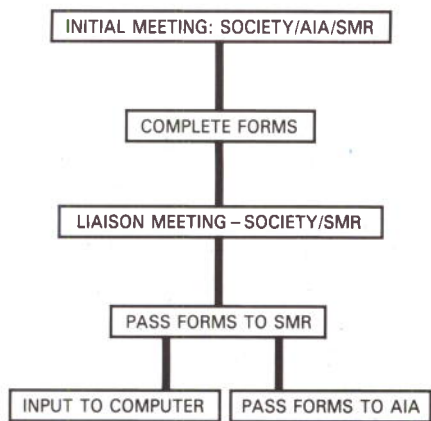 INITIAL MEETING: SOCIETY/AIA/SMR
COMPLETE FORMS
LIAISON MEETING – SOCIETY/SMR
PASS FORMS TO SMR
INPUT TO COMPUTER
PASS FORMS TO AIA